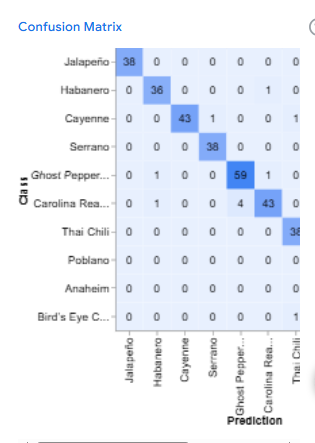 Confusion Matrix
Jalapeño 38 0 0 0 0 0 0
Habanero 0 36 0 0 0 1 0
Cayenne 0 0 43 1 0 0 1
Serrano 0 0 0 38 0 0 0
Ghost Pepper... 0 1 0 0 59 1 0
Carolina Rea... 0 1 0 0 4 43 0
Thai Chili 0 0 0 0 0 0 38
Poblano 0 0 0 0 0 0 0
Anaheim 0 0 0 0 0 0 0
Bird's Eye C... 0 0 0 0 0 0 1
Class
Jalapeño
Habanero
Cayenne
Serrano
Ghost Pepper...
Carolina Rea...
Thai Chili
Prediction